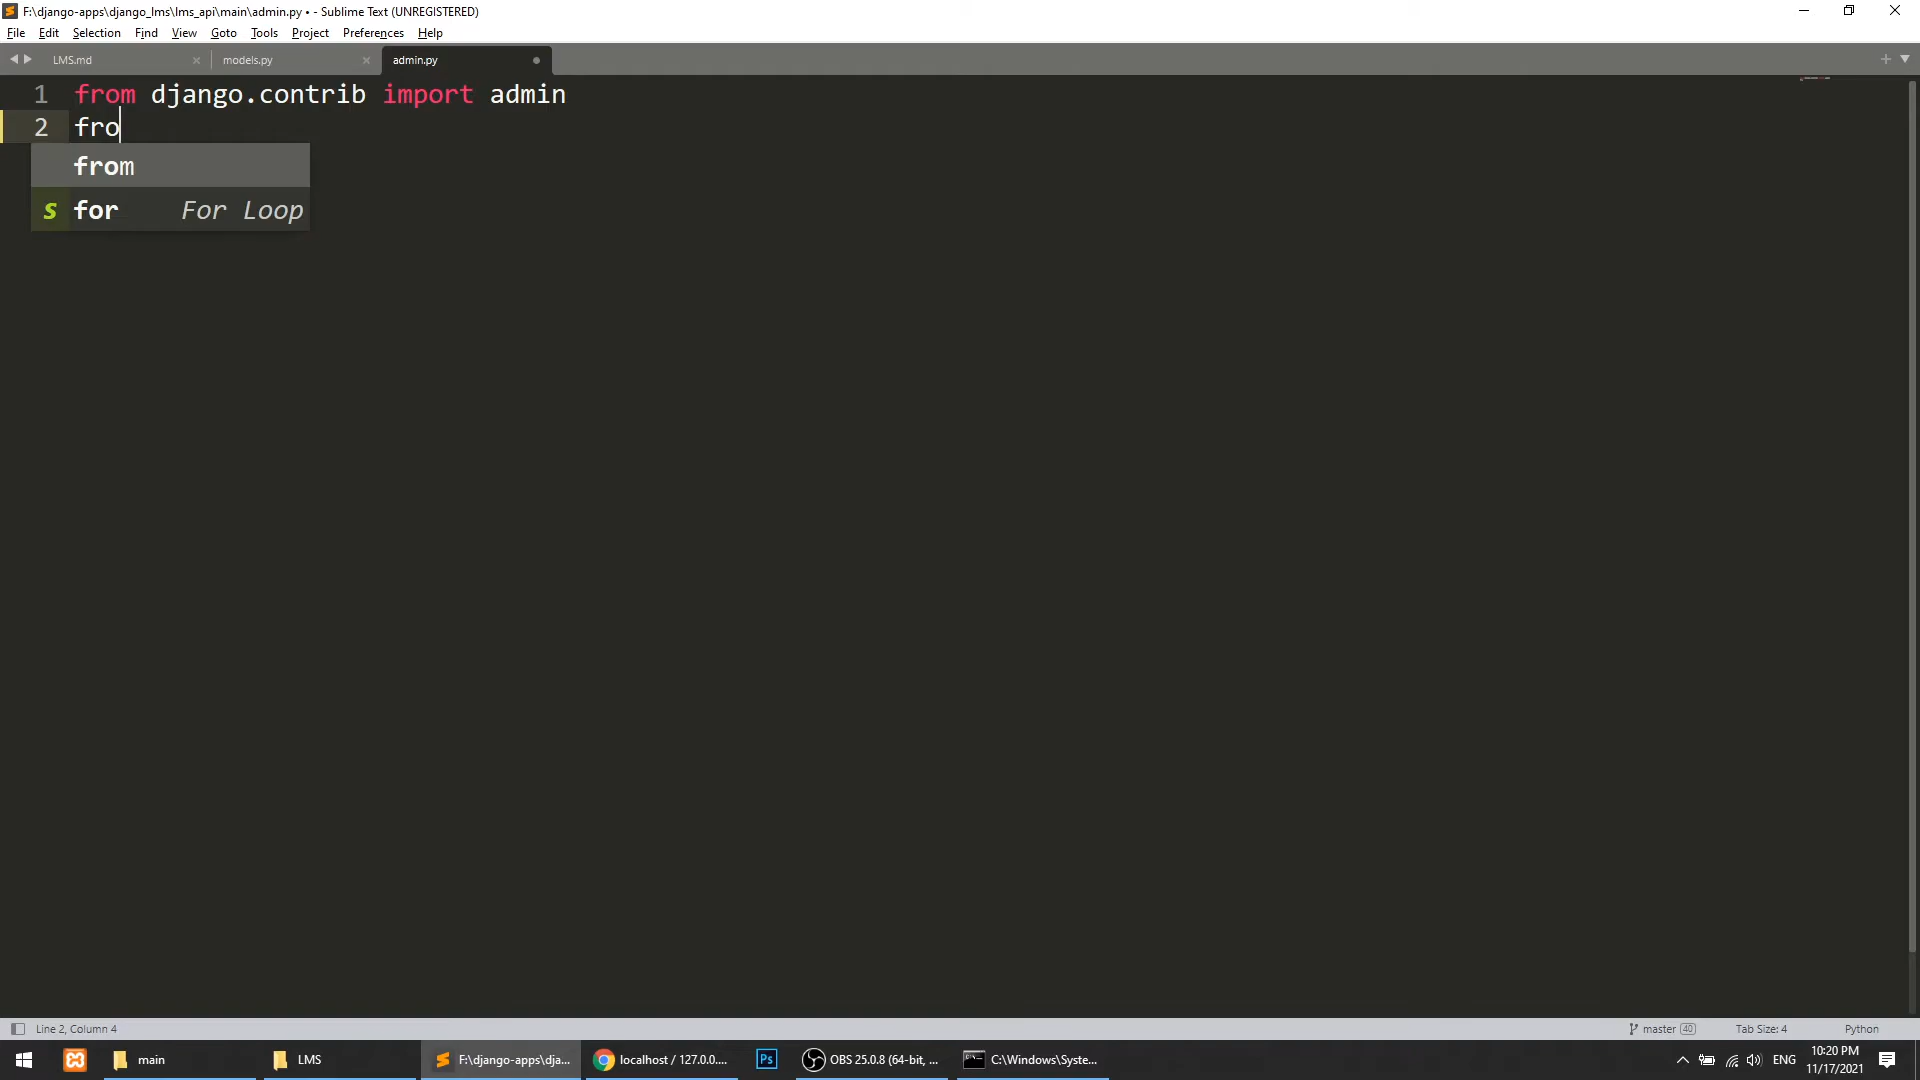 F:\django-apps\django_lms\lms_api\main\admin.py • - Sublime Text (UNREGISTERED)
File Edit Selection Find View Goto Tools Project Preferences Help
LMS.md models.py admin.py
1 from django.contrib import admin
2 fro
from
s for For Loop
Line 2, Column 4 master 40 Tab Size: 4 Python
main LMS F:\django-apps\dja... localhost / 127.0.0.... Ps OBS 25.0.8 (64-bit, ... C:\Windows\Syste... ENG 10:20 PM
11/17/2021